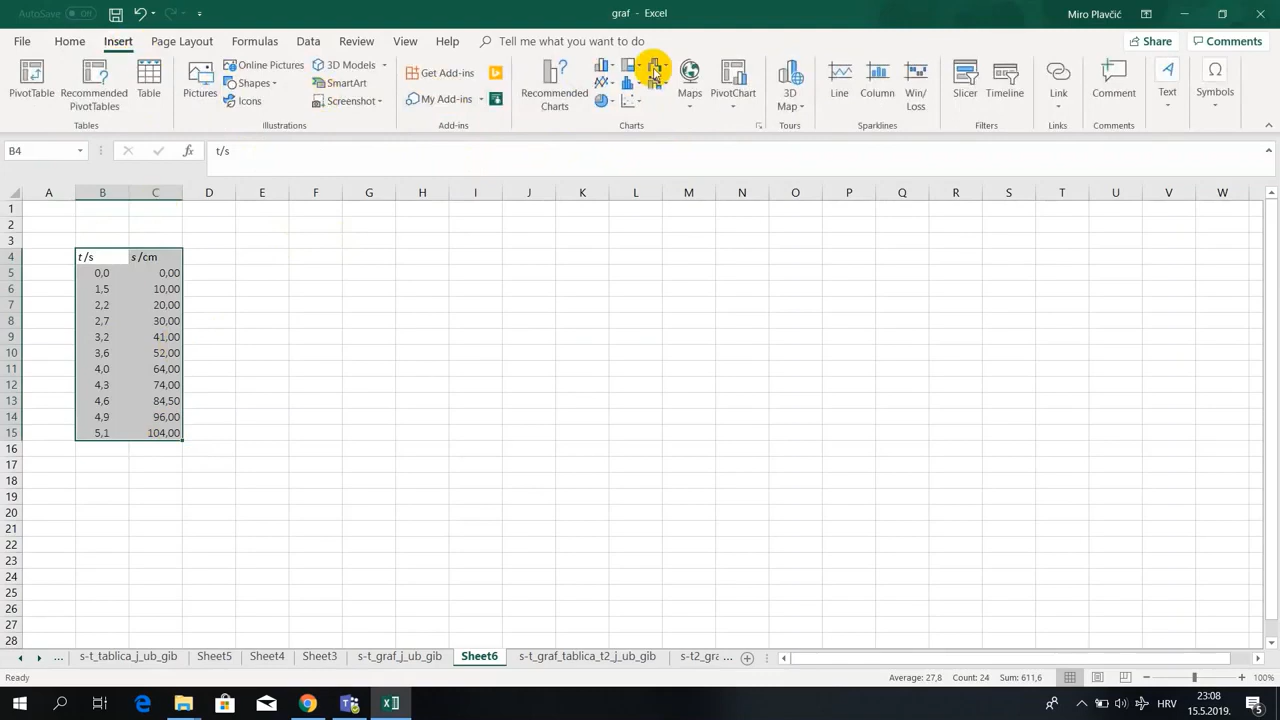 AutoSave Off
graf - Excel
Miro Plavčić
File Home Insert Page Layout Formulas Data Review View Help Tell me what you want to do
Share Comments
PivotTable Recommended PivotTables Table
Tables
Pictures Online Pictures Shapes Icons 3D Models SmartArt Screenshot
Illustrations
Get Add-ins
My Add-ins
Add-ins
Recommended Charts Maps PivotChart
Charts
3D Map
Tours
Line Column Win/Loss
Sparklines
Slicer Timeline
Filters
Link
Links
Comment
Comments
Text
Symbols
B4 fx t/s
A B C D E F G H I J K L M N O P Q R S T U V W
1
2
3
4 t/s s/cm
5 0,0 0,00
6 1,5 10,00
7 2,2 20,00
8 2,7 30,00
9 3,2 41,00
10 3,6 52,00
11 4,0 64,00
12 4,3 74,00
13 4,6 84,50
14 4,9 96,00
15 5,1 104,00
16
17
18
19
20
21
22
23
24
25
26
27
28
... s-t_tablica_j_ub_gib Sheet5 Sheet4 Sheet3 s-t_graf_j_ub_gib Sheet6 s-t_graf_tablica_t2_j_ub_gib s-t2_gra ...
Ready Average: 27,8 Count: 24 Sum: 611,6 100%
HRV 23:08
15.5.2019.